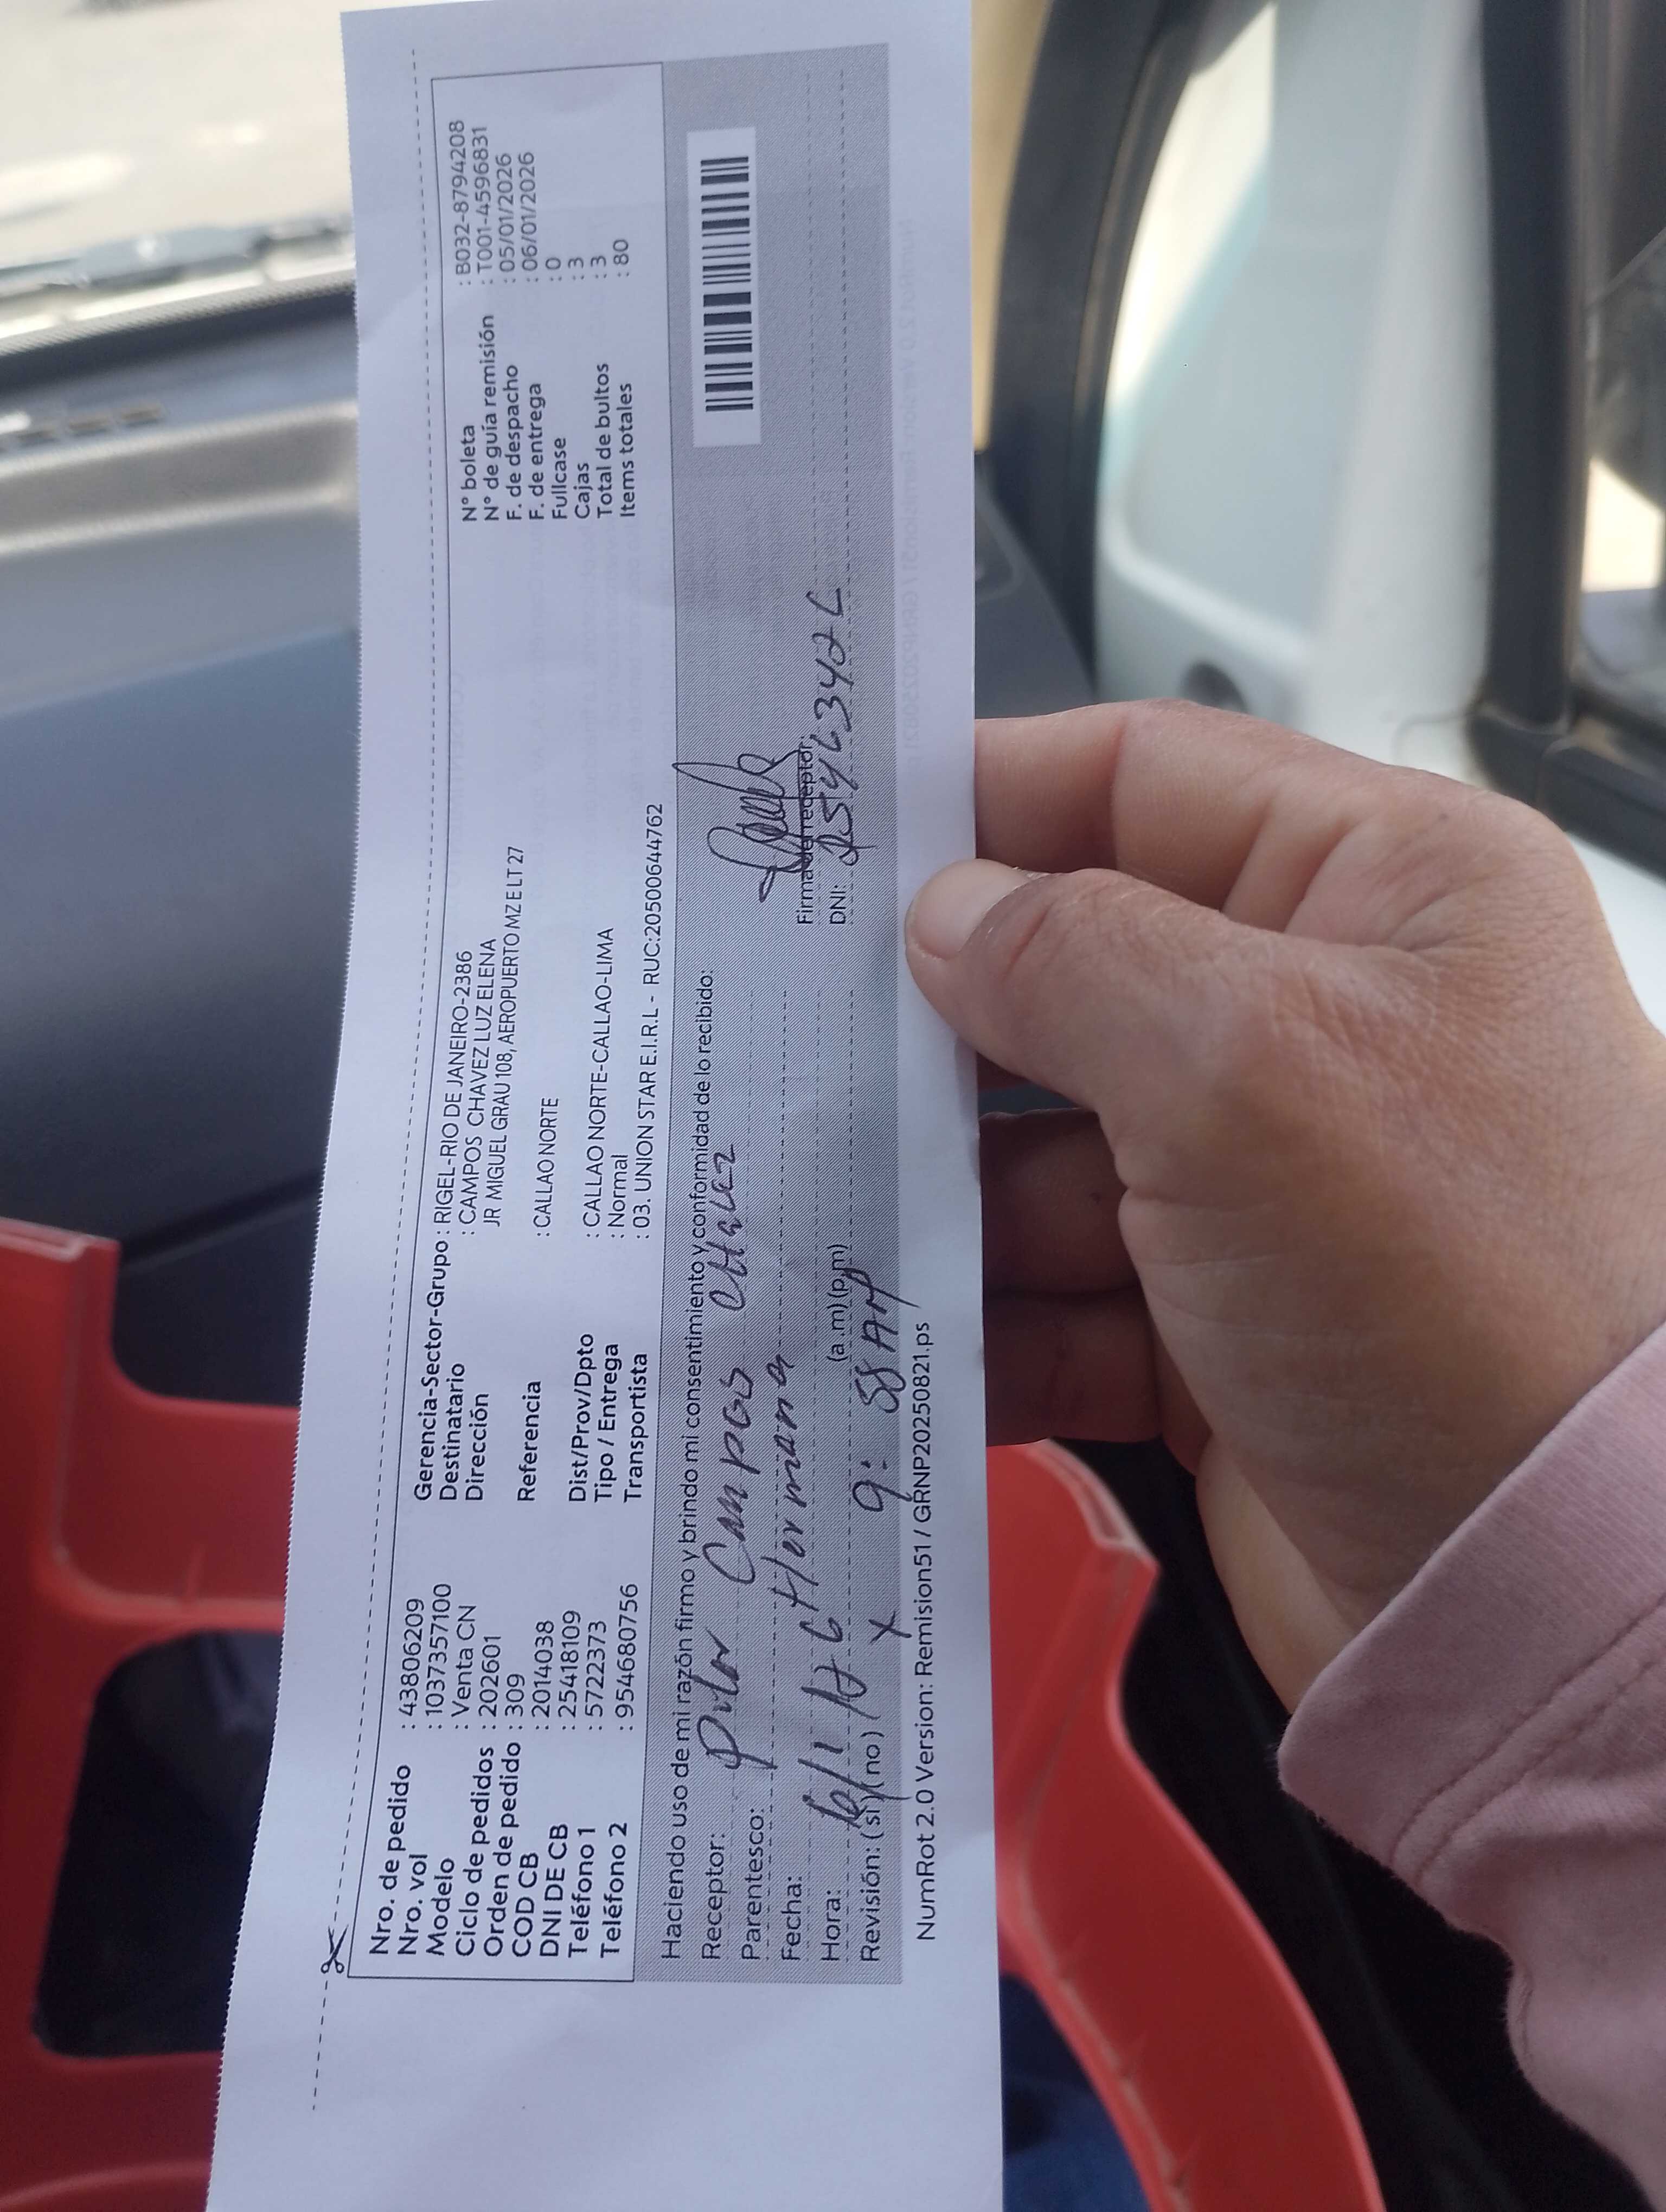 Nro. de pedido : 43806209
Nro. vol : 10373357100
Modelo : Venta CN
Ciclo de pedidos : 202601
Orden de pedido : 309
COD CB : 2014038
DNI DE CB : 25418109
Teléfono 1 : 5722373
Teléfono 2 : 954680756
Gerencia-Sector-Grupo : RIGEL-RIO DE JANEIRO-2386
Destinatario : CAMPOS CHAVEZ LUZ ELENA
Dirección JR MIGUEL GRAU 108, AEROPUERTO MZ E LT 27
Referencia : CALLAO NORTE
Dist/Prov/Dpto : CALLAO NORTE-CALLAO-LIMA
Tipo / Entrega : Normal
Transportista : 03. UNION STAR E.I.R.L - RUC:20500644762
N° boleta : B032-8794208
N° de guía remisión : T001-4596831
F. de despacho : 05/01/2026
F. de entrega : 06/01/2026
Fullcase : 0
Cajas : 3
Total de bultos : 3
Items totales : 80
Haciendo uso de mi razón firmo y brindo mi consentimiento y conformidad de lo recibido:
Receptor: Pilar Campos Chavez
Parentesco: Hermana
Fecha:
Hora: 9:58 AM (a.m) (p.m)
Revisión: (si) (no) X
Firma del receptor:
DNI:
NumRot 2.0 Version: Remision51 / GRNP20250821.ps